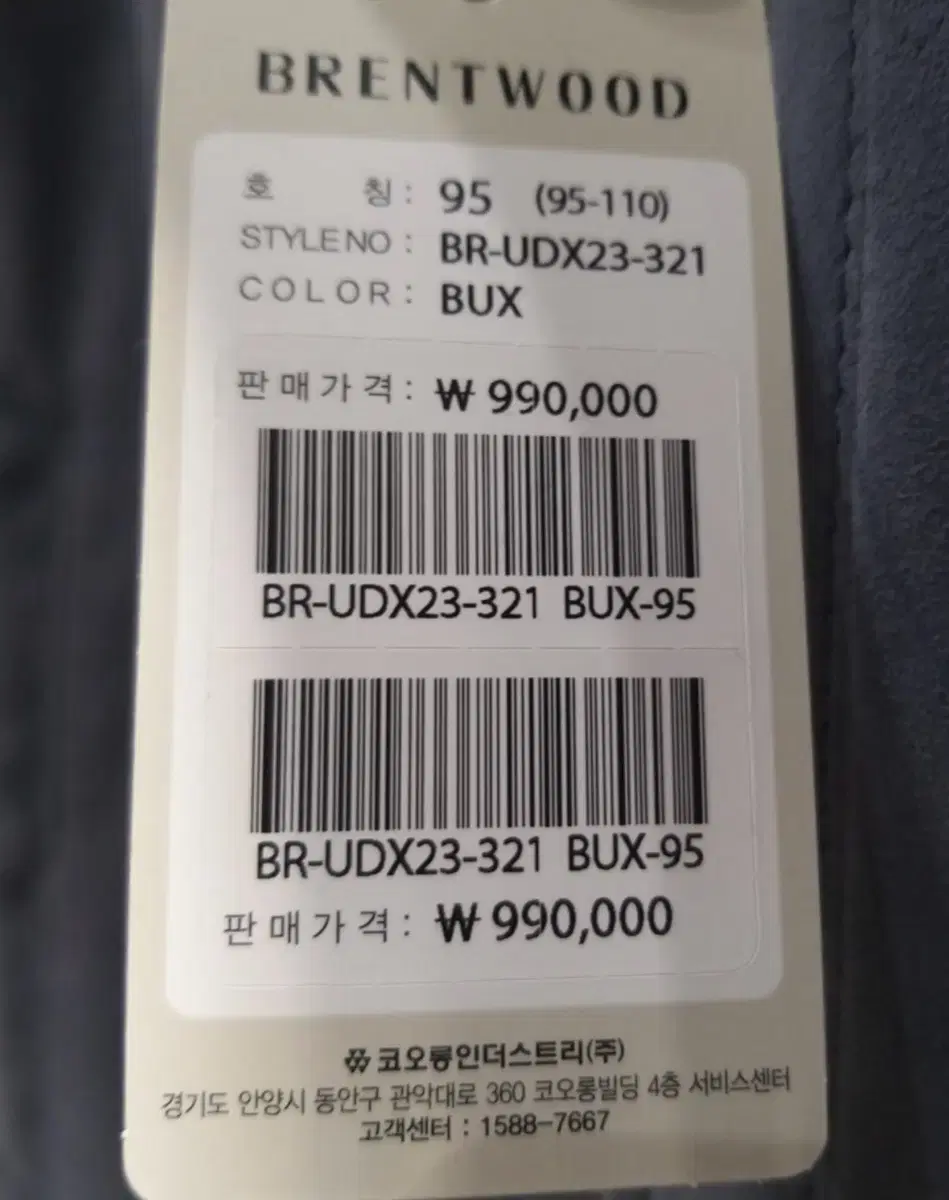 BRENTWOOD
호 칭 : 95 (95-110)
STYLE NO : BR-UDX23-321
COLOR : BUX
판매가격 : ₩ 990,000
BR-UDX23-321 BUX-95
BR-UDX23-321 BUX-95
판매가격 : ₩ 990,000
코오롱인더스트리(주)
경기도 안양시 동안구 관악대로 360 코오롱빌딩 4층 서비스센터
고객센터 : 1588-7667